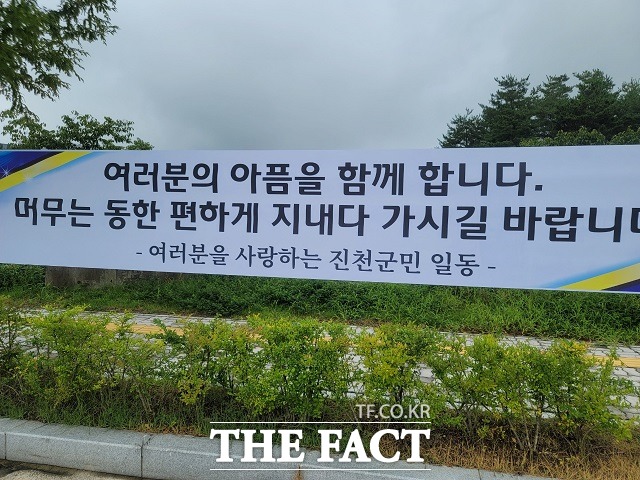 여러분의 아픔을 함께 합니다.
머무는 동한 편하게 지내다 가시길 바랍니다
- 여러분을 사랑하는 진천군민 일동 -
TF.CO.KR
THE FACT